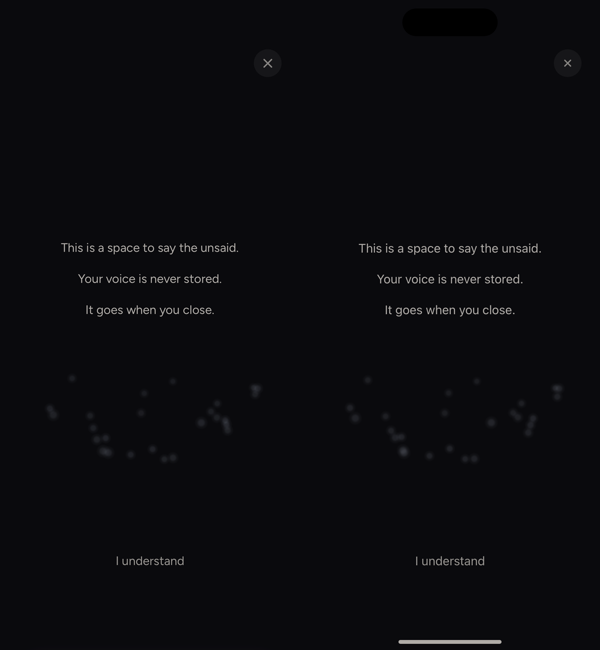 This is a space to say the unsaid.
Your voice is never stored.
It goes when you close.
I understand
This is a space to say the unsaid.
Your voice is never stored.
It goes when you close.
I understand